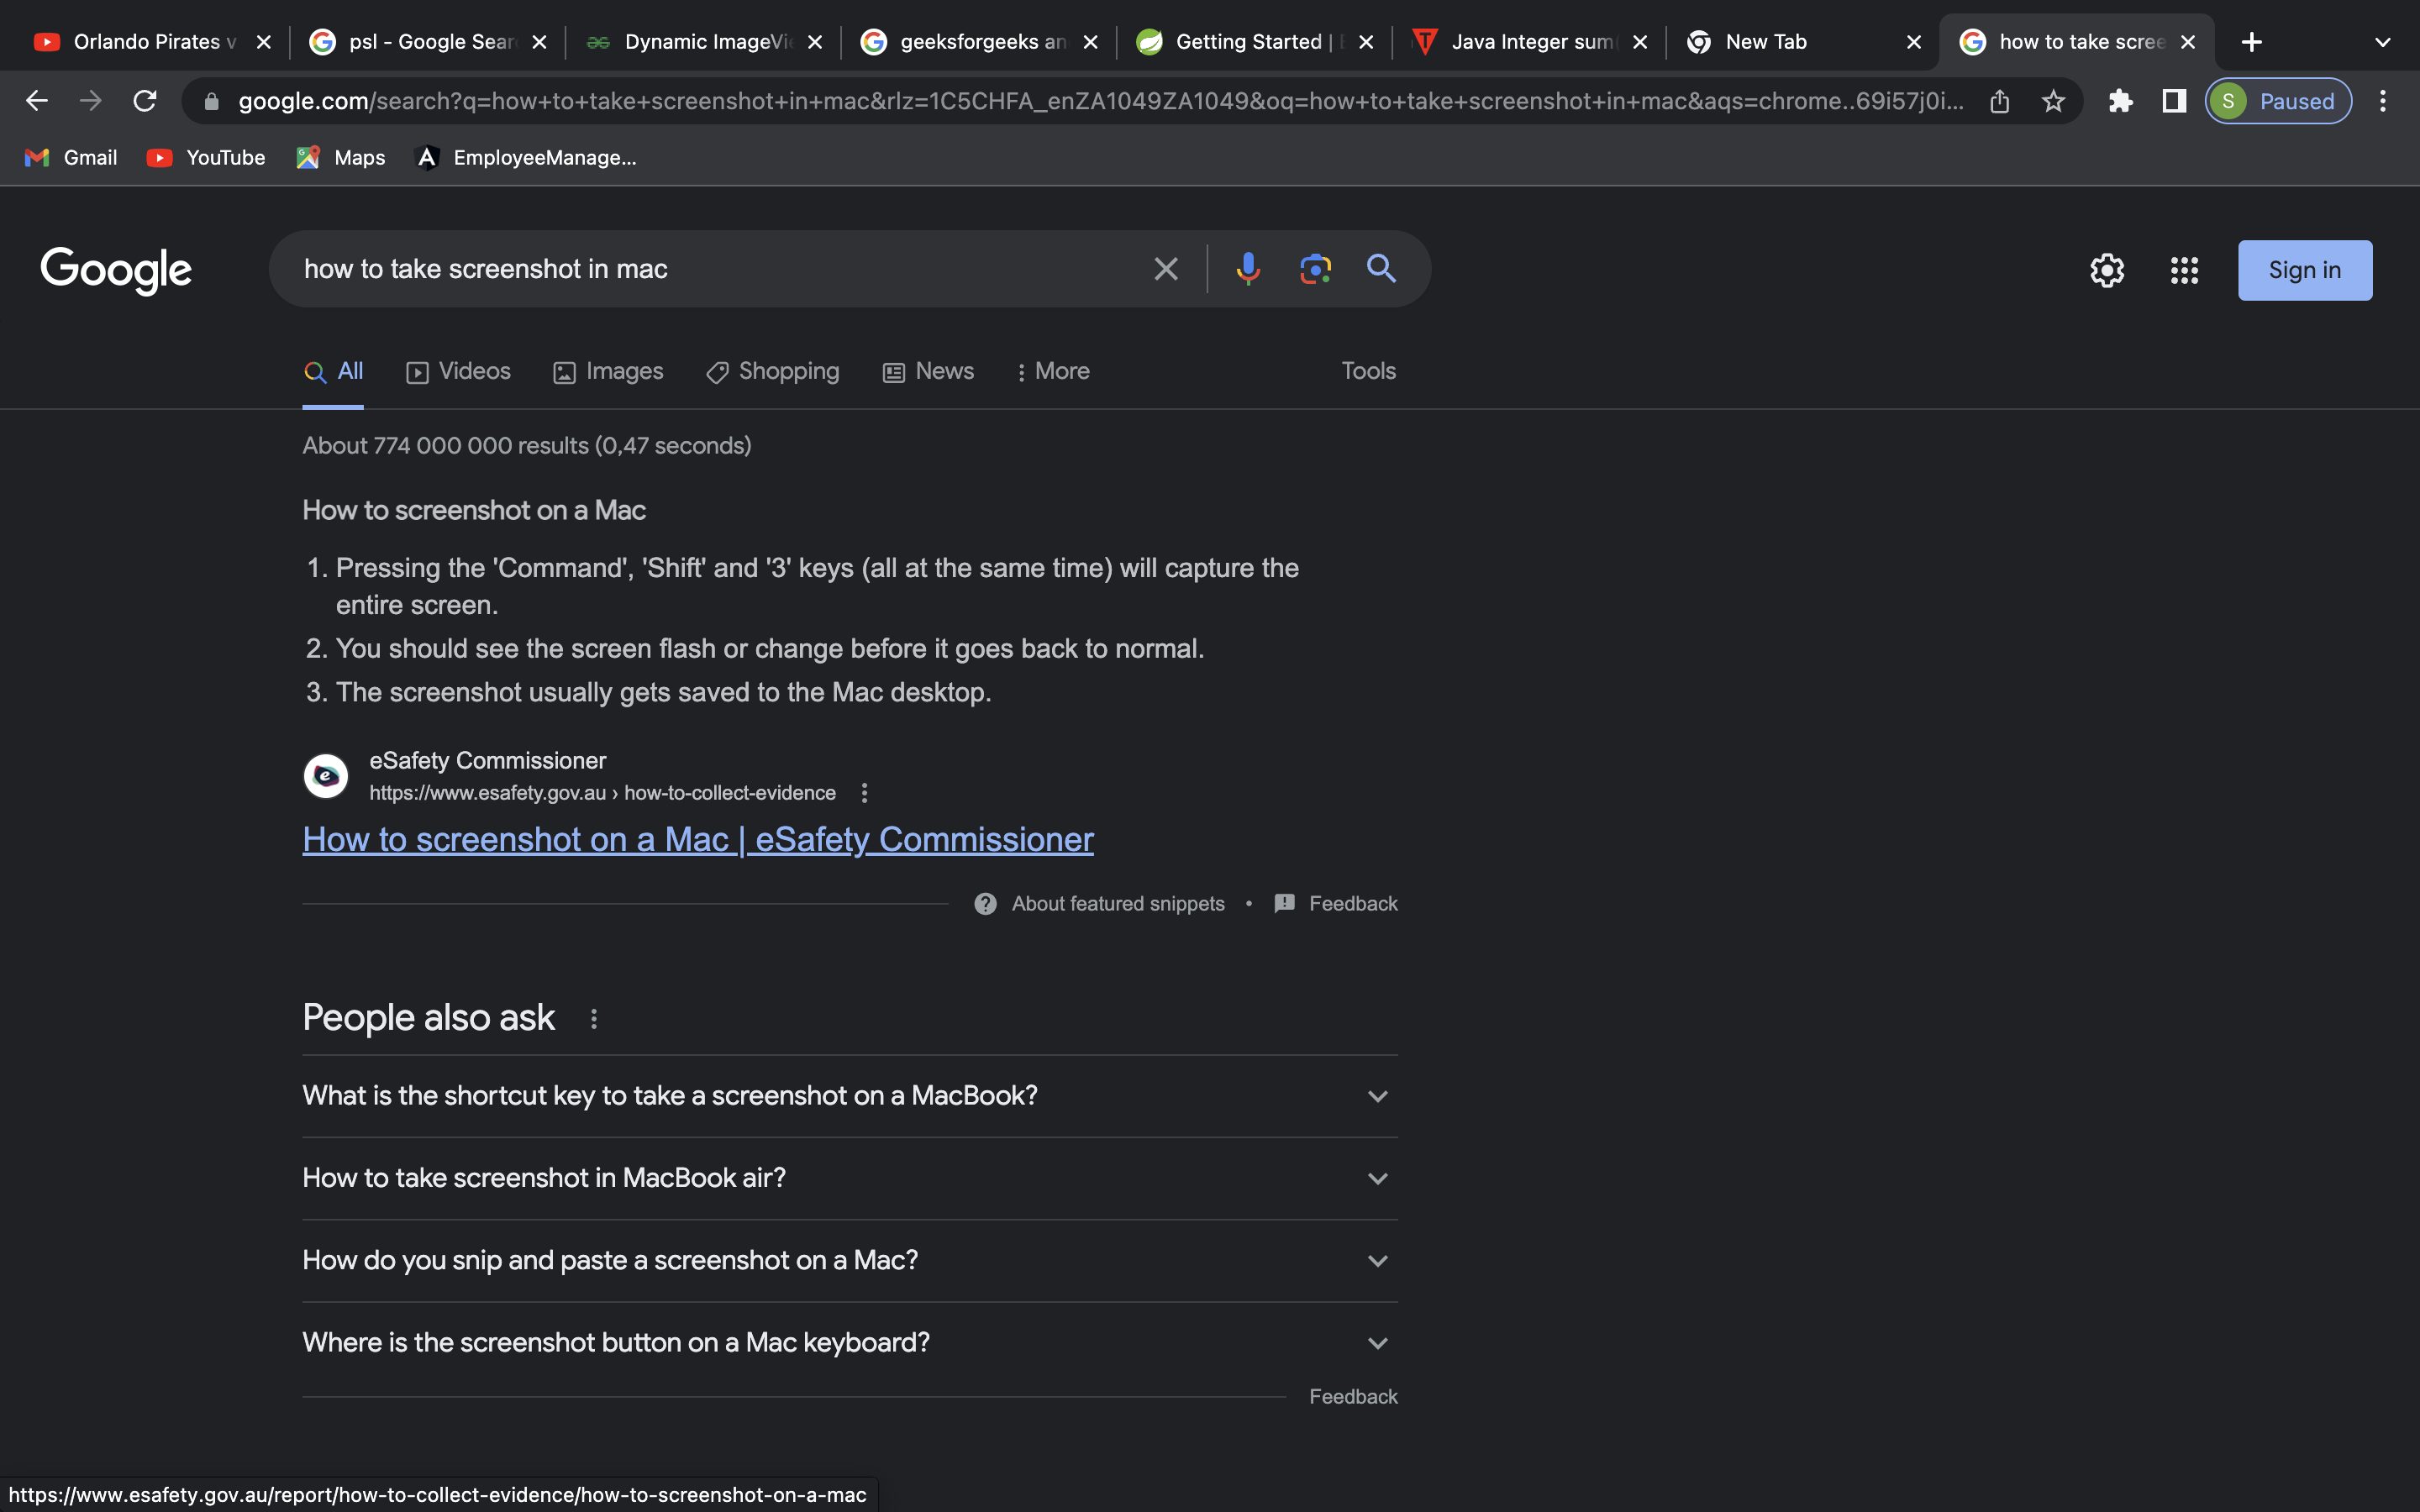 Orlando Pirates v
psl - Google Sear
Dynamic ImageVi
geeksforgeeks an
Getting Started |
Java Integer sum
New Tab
how to take scree
google.com/search?q=how+to+take+screenshot+in+mac&rlz=1C5CHFA_enZA1049ZA1049&oq=how+to+take+screenshot+in+mac&aqs=chrome..69i57j0i...
S Paused
Gmail YouTube Maps EmployeeManage...
Google
how to take screenshot in mac
Sign in
All Videos Images Shopping News More Tools
About 774 000 000 results (0,47 seconds)
How to screenshot on a Mac
1. Pressing the 'Command', 'Shift' and '3' keys (all at the same time) will capture the
entire screen.
2. You should see the screen flash or change before it goes back to normal.
3. The screenshot usually gets saved to the Mac desktop.
eSafety Commissioner
https://www.esafety.gov.au › how-to-collect-evidence
How to screenshot on a Mac | eSafety Commissioner
About featured snippets • Feedback
People also ask
What is the shortcut key to take a screenshot on a MacBook?
How to take screenshot in MacBook air?
How do you snip and paste a screenshot on a Mac?
Where is the screenshot button on a Mac keyboard?
Feedback
https://www.esafety.gov.au/report/how-to-collect-evidence/how-to-screenshot-on-a-mac